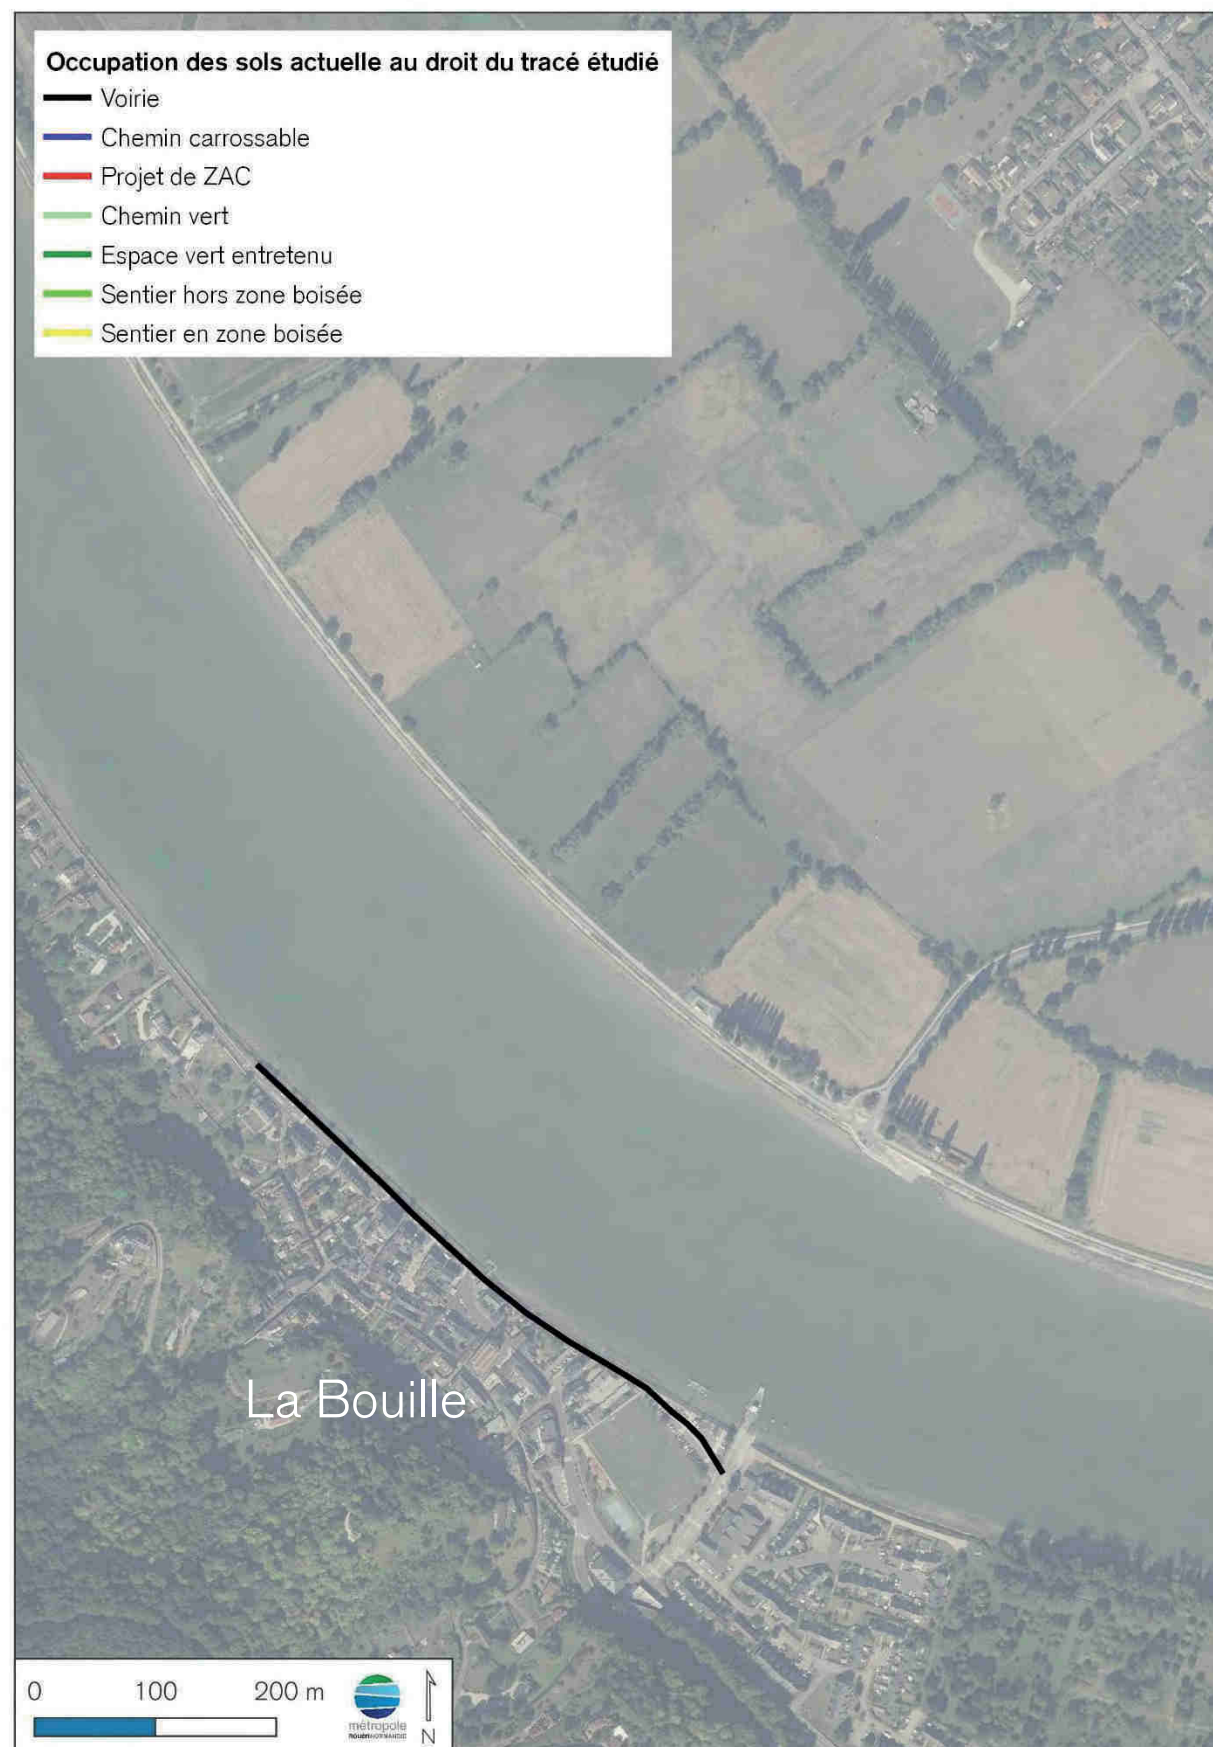 Occupation des sols actuelle au droit du tracé étudié
Voirie
Chemin carrossable
Projet de ZAC
Chemin vert
Espace vert entretenu
Sentier hors zone boisée
Sentier en zone boisée
La Bouille
0 100 200 m
métropole
ROUENNORMANDIE
N